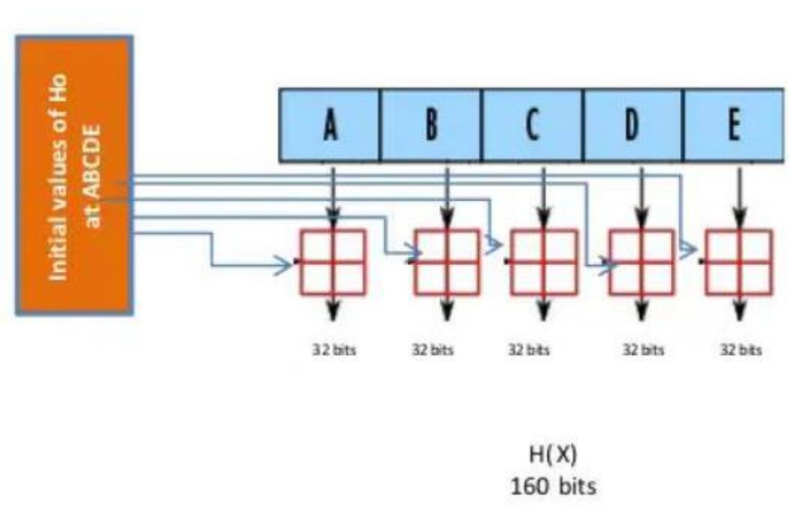 Initial values of Ho
at ABCDE
A B C D E
32 bits 32 bits 32 bits 32 bits 32 bits
H(X)
160 bits